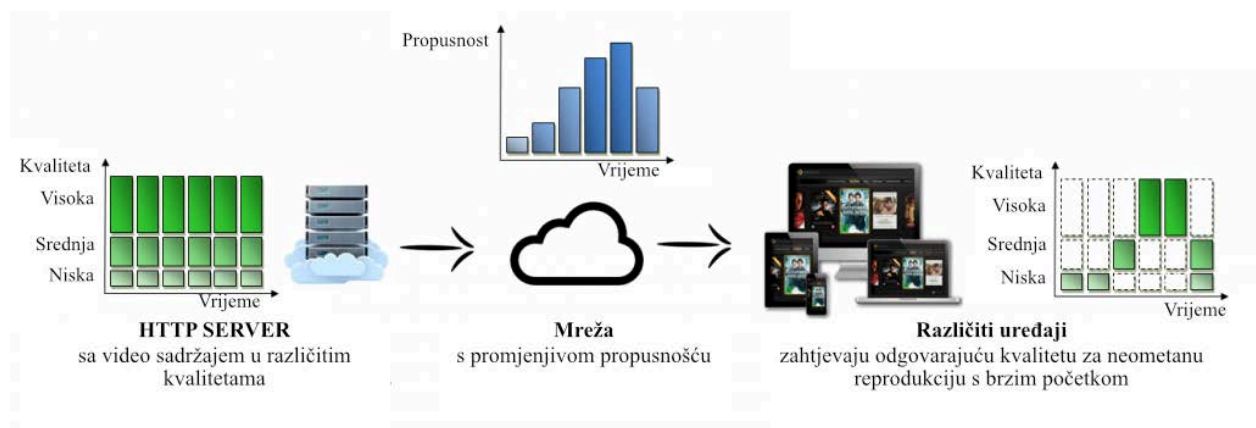 Propusnost
Vrijeme
Kvaliteta
Visoka
Srednja
Niska
Vrijeme
HTTP SERVER
sa video sadržajem u različitim
kvalitetama
Mreža
s promjenjivom propusnošću
Kvaliteta
Visoka
Srednja
Niska
Vrijeme
Različiti uređaji
zahtjevaju odgovarajuću kvalitetu za neometanu
reprodukciju s brzim početkom